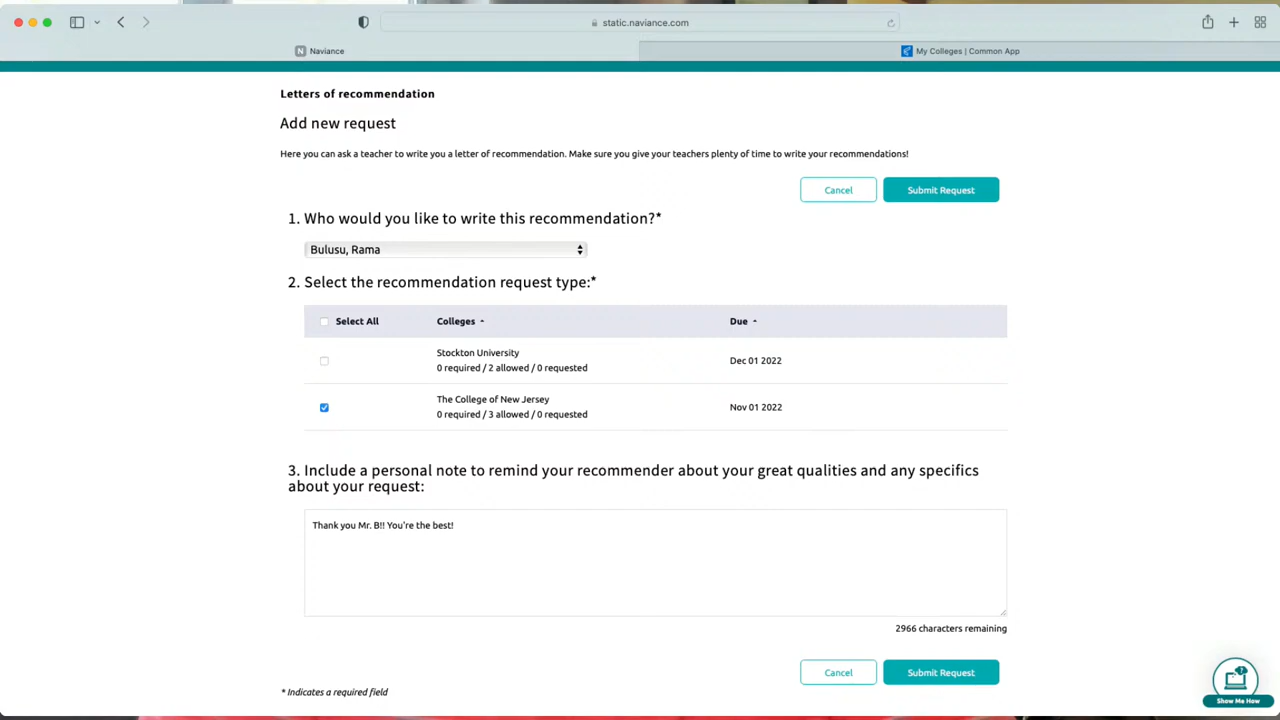 static.naviance.com
N Naviance
My Colleges | Common App
Letters of recommendation
Add new request
Here you can ask a teacher to write you a letter of recommendation. Make sure you give your teachers plenty of time to write your recommendations!
Cancel
Submit Request
1. Who would you like to write this recommendation?*
Bulusu, Rama
2. Select the recommendation request type:*
Select All Colleges Due
Stockton University
0 required / 2 allowed / 0 requested
Dec 01 2022
The College of New Jersey
0 required / 3 allowed / 0 requested
Nov 01 2022
3. Include a personal note to remind your recommender about your great qualities and any specifics
about your request:
Thank you Mr. B!! You're the best!
2966 characters remaining
Cancel
Submit Request
* Indicates a required field
?
Show Me How